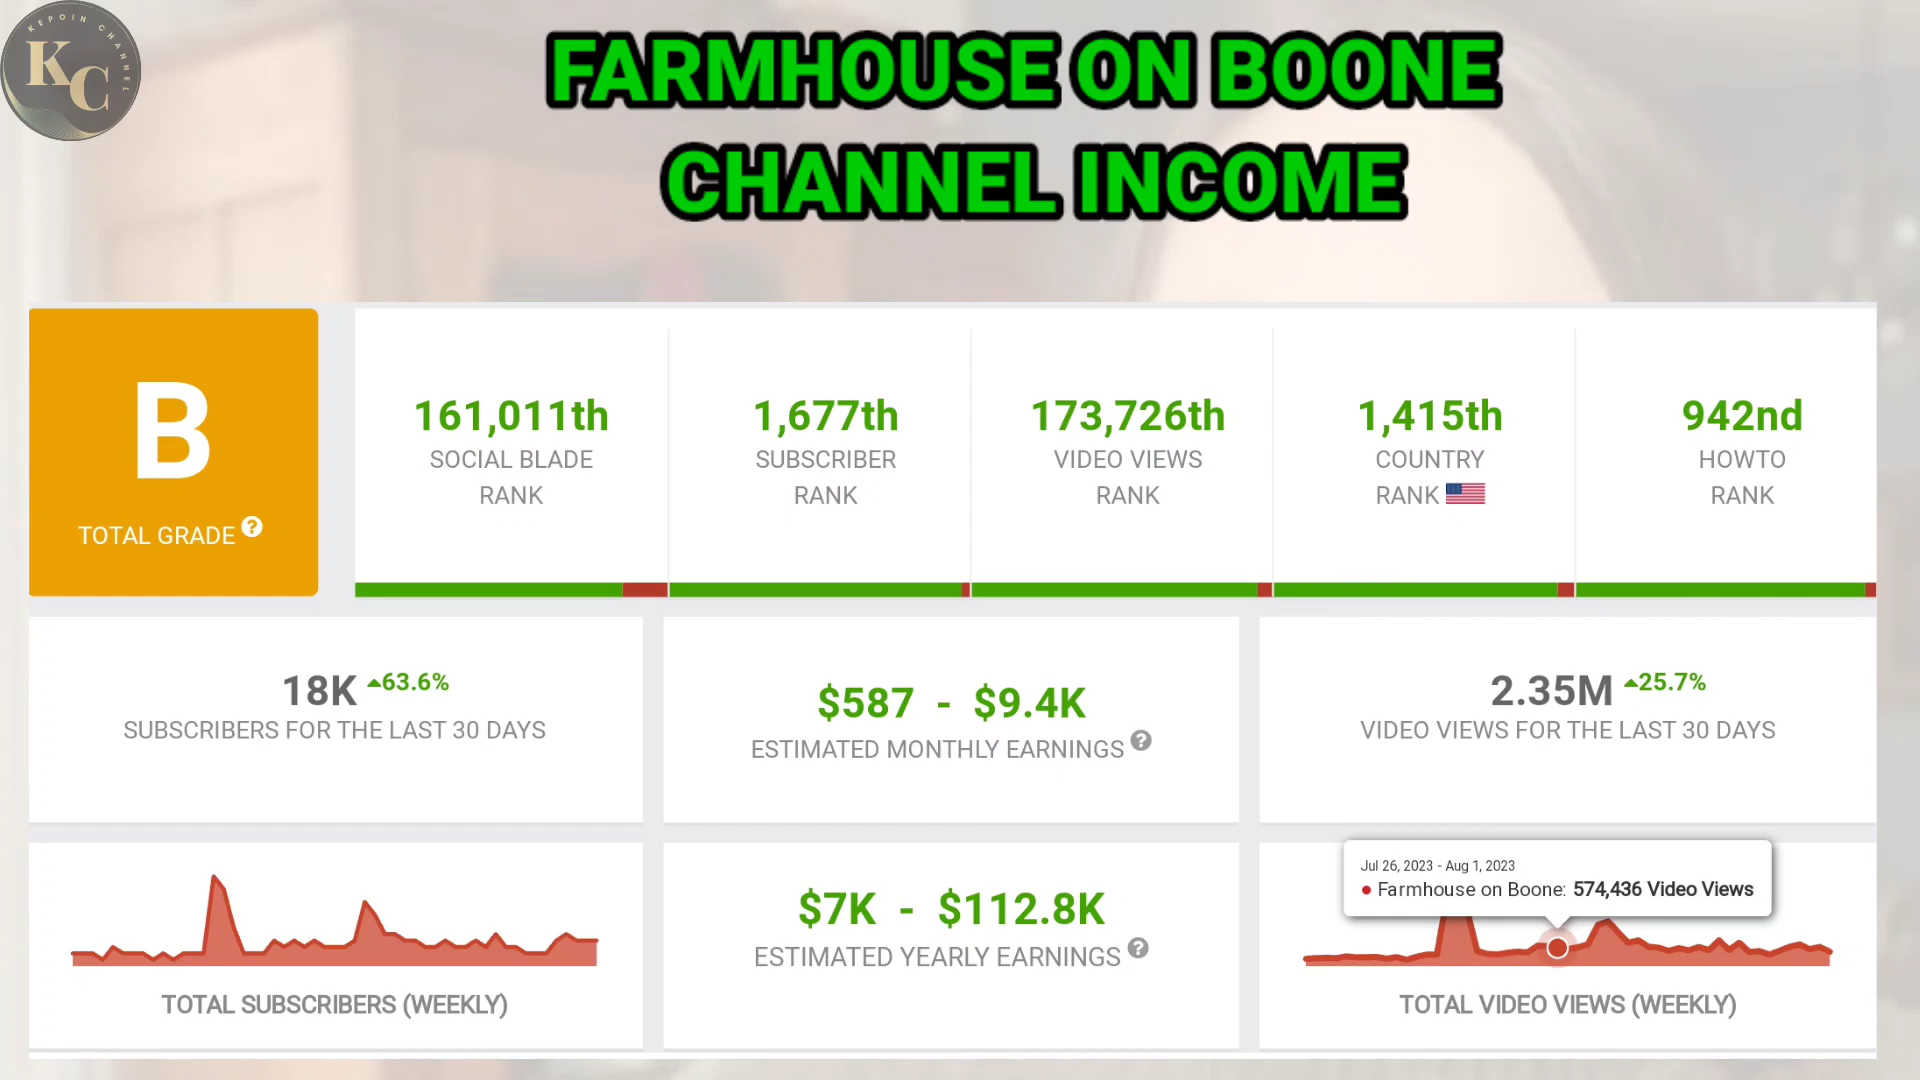 KEPOIN CHANNEL
KC
FARMHOUSE ON BOONE
CHANNEL INCOME
B
TOTAL GRADE ?
161,011th
SOCIAL BLADE
RANK
1,677th
SUBSCRIBER
RANK
173,726th
VIDEO VIEWS
RANK
1,415th
COUNTRY
RANK
942nd
HOWTO
RANK
18K 63.6%
SUBSCRIBERS FOR THE LAST 30 DAYS
$587 - $9.4K
ESTIMATED MONTHLY EARNINGS ?
2.35M 25.7%
VIDEO VIEWS FOR THE LAST 30 DAYS
TOTAL SUBSCRIBERS (WEEKLY)
$7K - $112.8K
ESTIMATED YEARLY EARNINGS ?
Jul 26, 2023 - Aug 1, 2023
Farmhouse on Boone: 574,436 Video Views
TOTAL VIDEO VIEWS (WEEKLY)